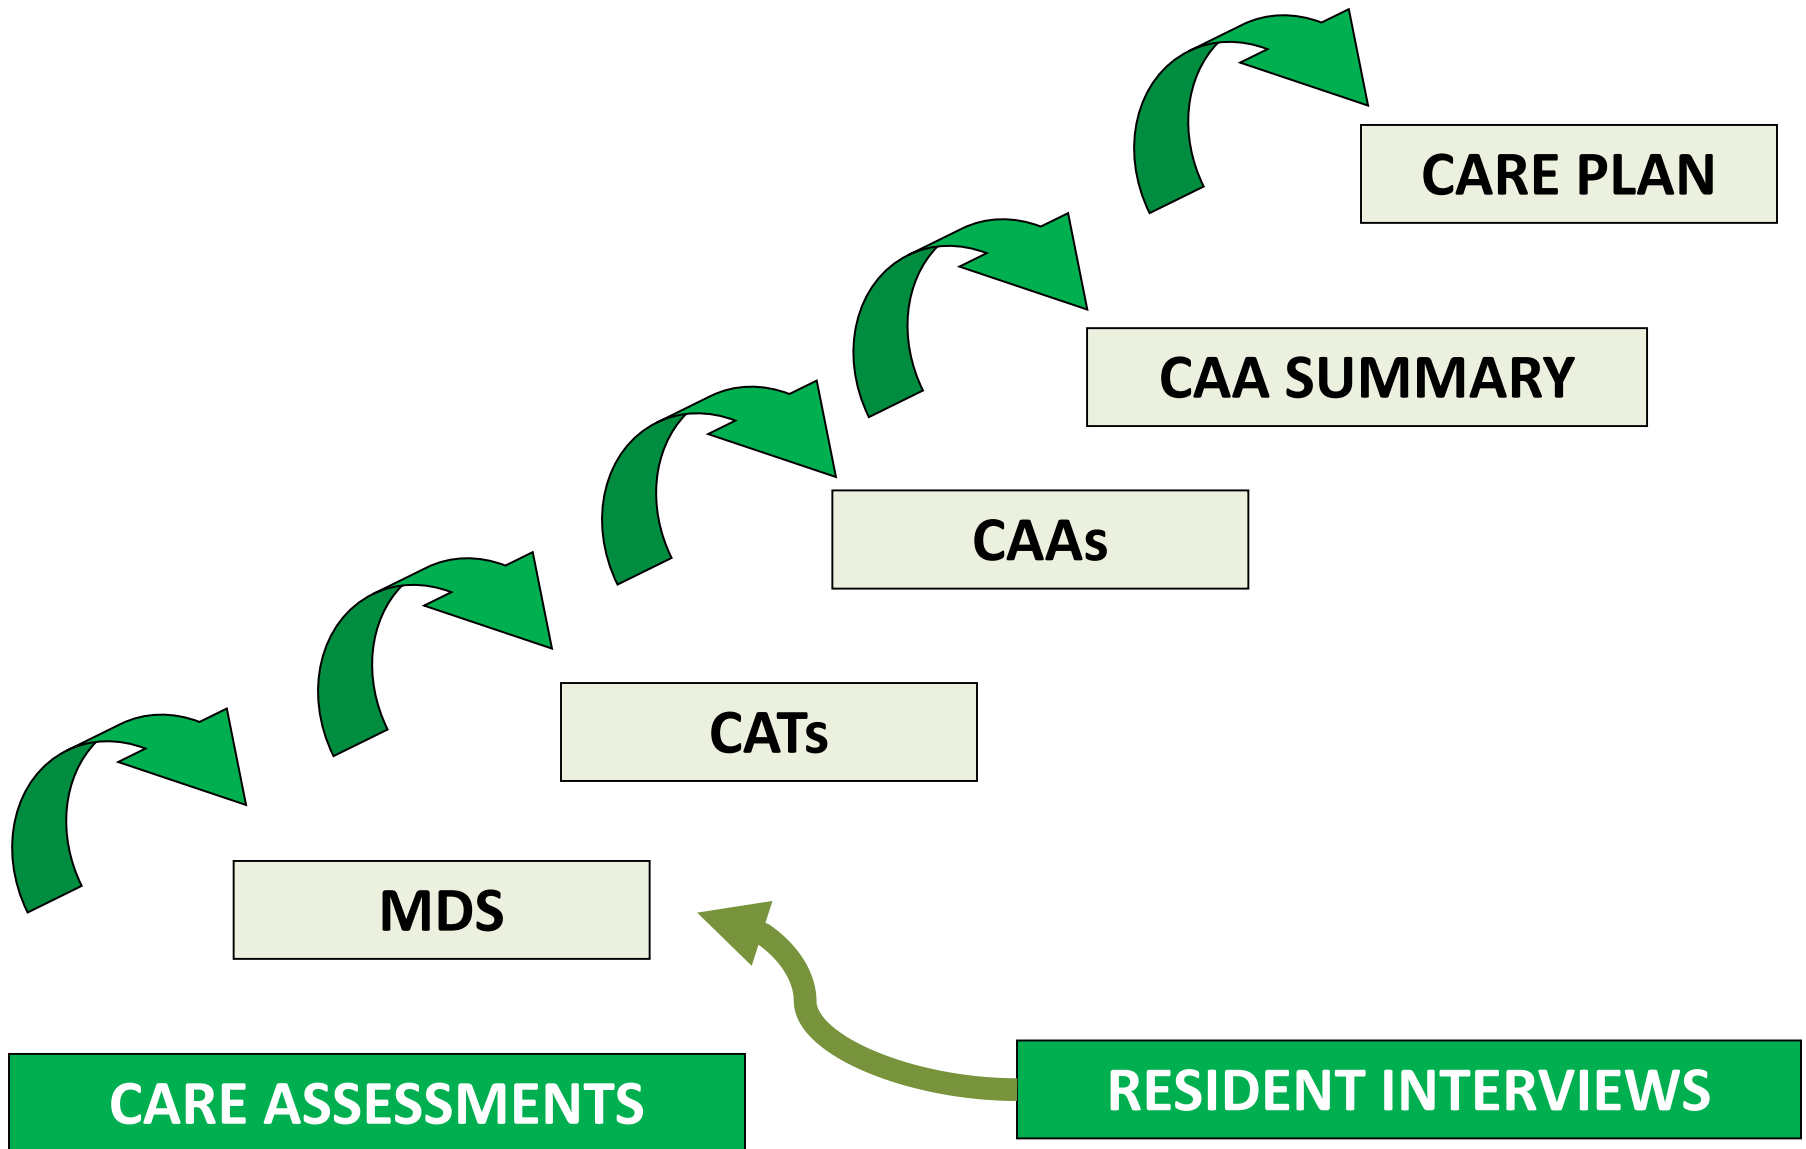 CARE PLAN
CAA SUMMARY
CAAs
CATs
MDS
CARE ASSESSMENTS
RESIDENT INTERVIEWS